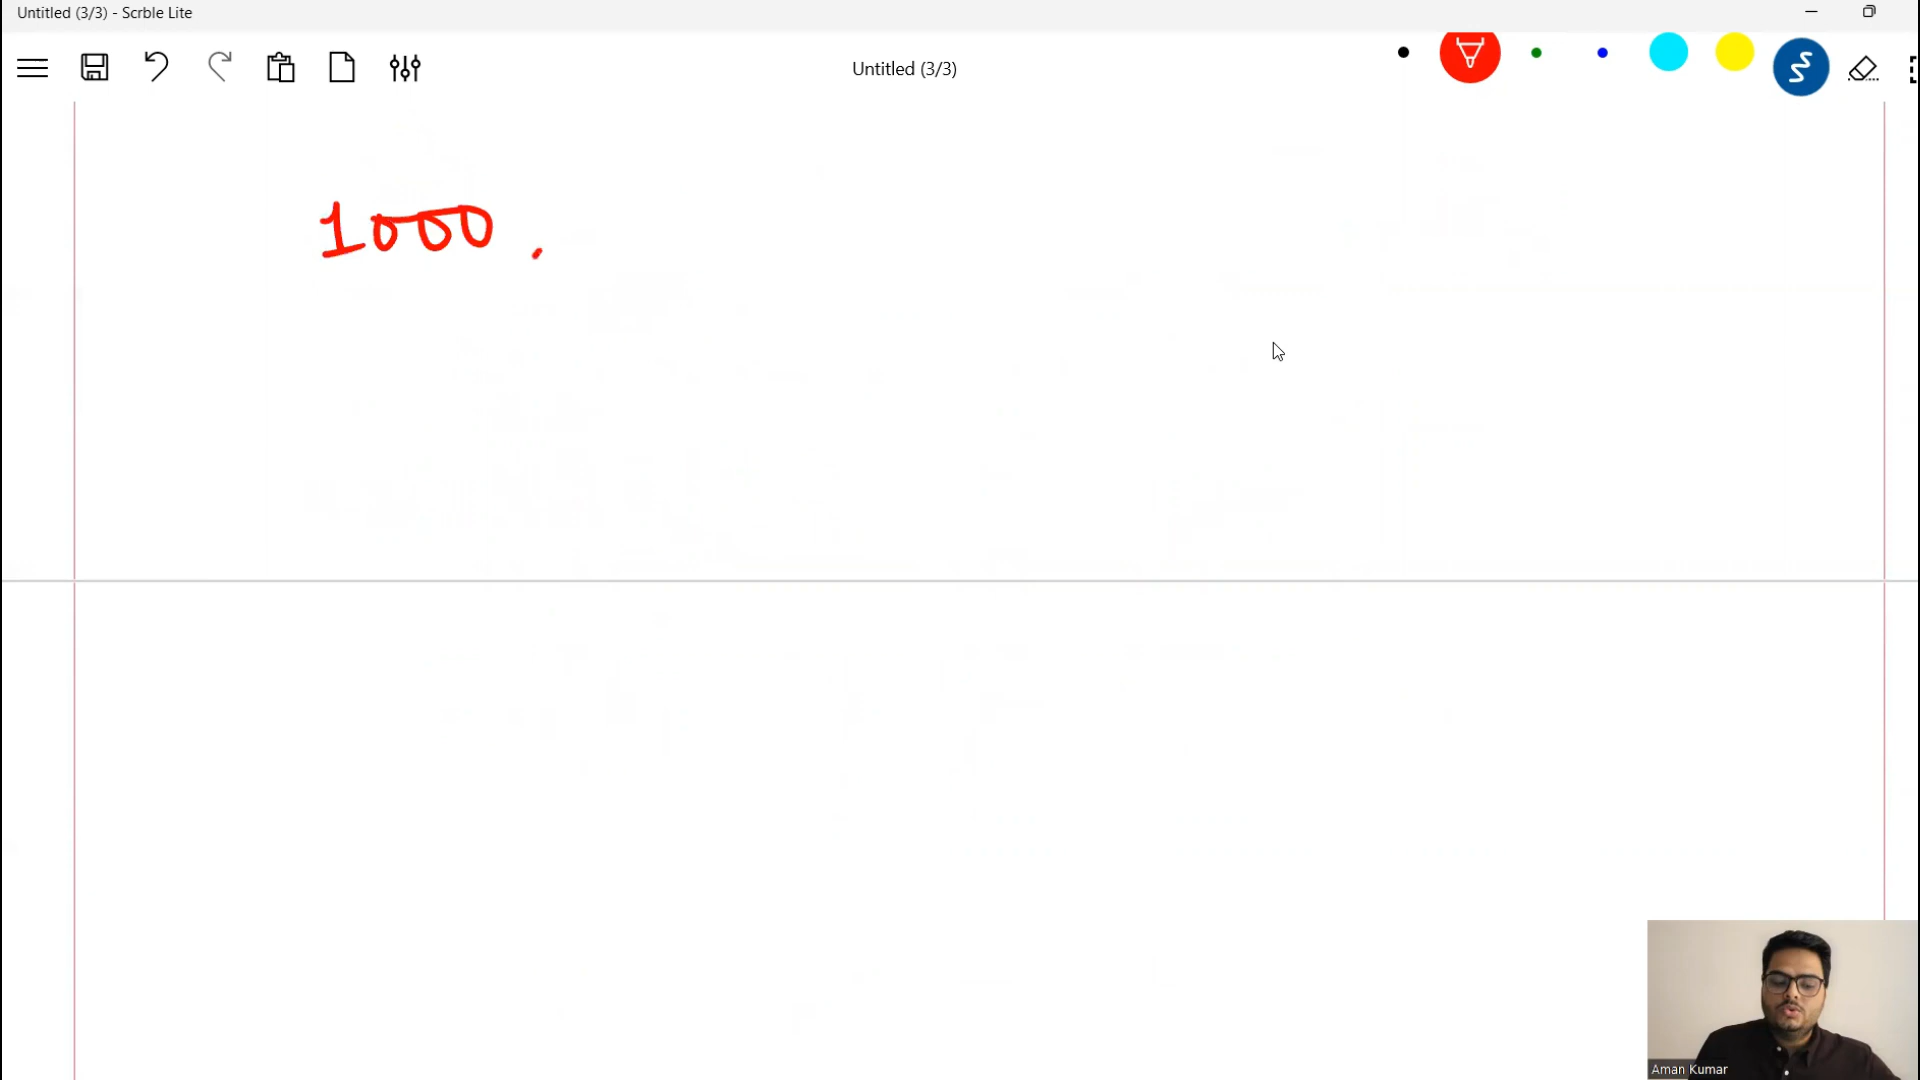 Untitled (3/3) - Scrble Lite
Untitled (3/3)
1000 .
Aman Kumar